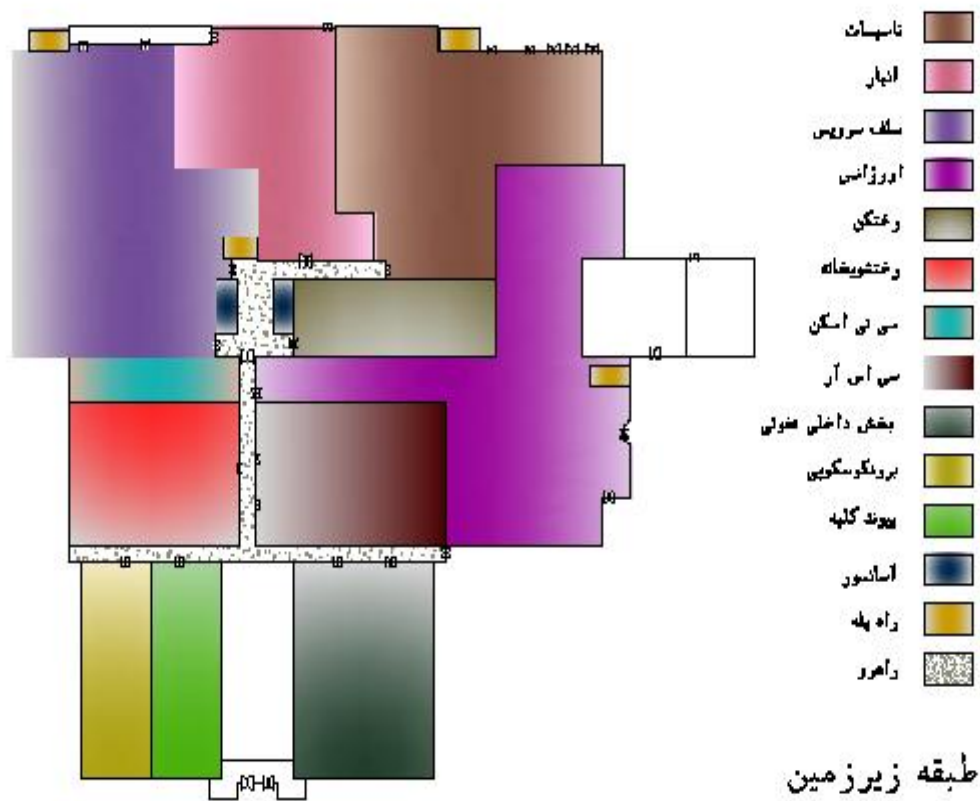 تاسیسات
انبار
سلف سرویس
اورژانس
رختکن
رختشویخانه
سی تی اسکن
سی اس آر
بخش داخلی عفونی
برونکوسکوپی
پیوند کلیه
آسانسور
راه پله
راهرو
طبقه زیرزمین